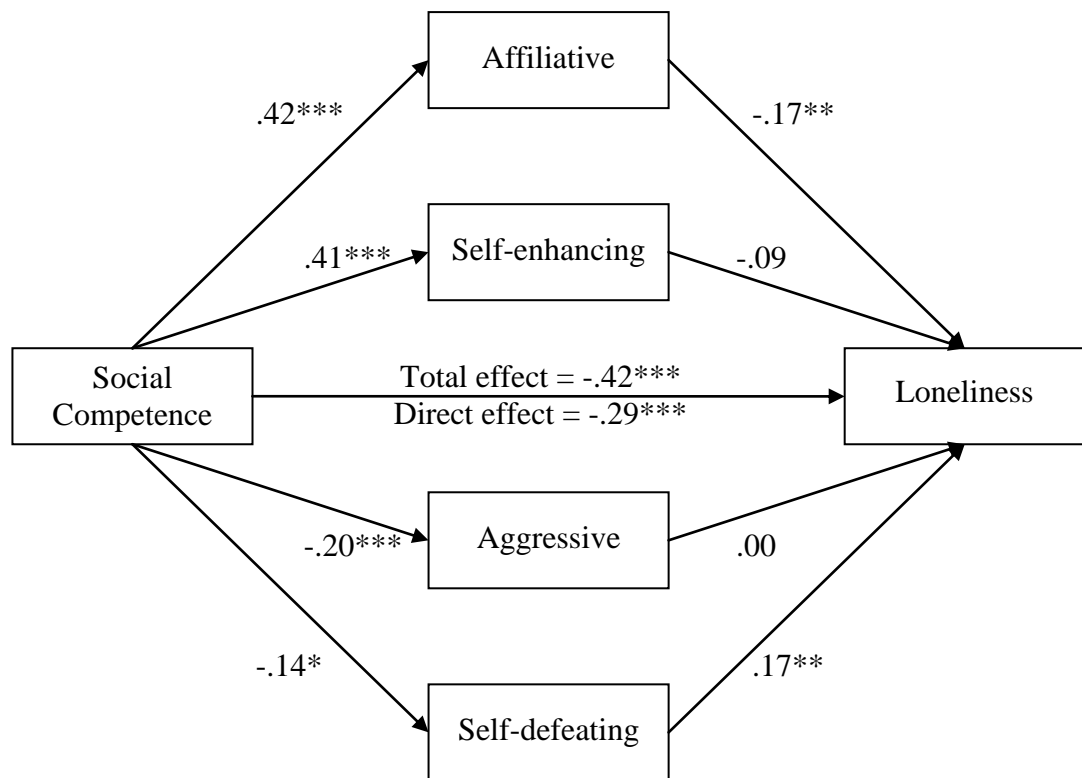 Affiliative
.42***
-.17**
Self-enhancing
.41***
-.09
Social
Competence
Total effect = -.42***
Direct effect = -.29***
Loneliness
-.20***
Aggressive
.00
-.14*
.17**
Self-defeating